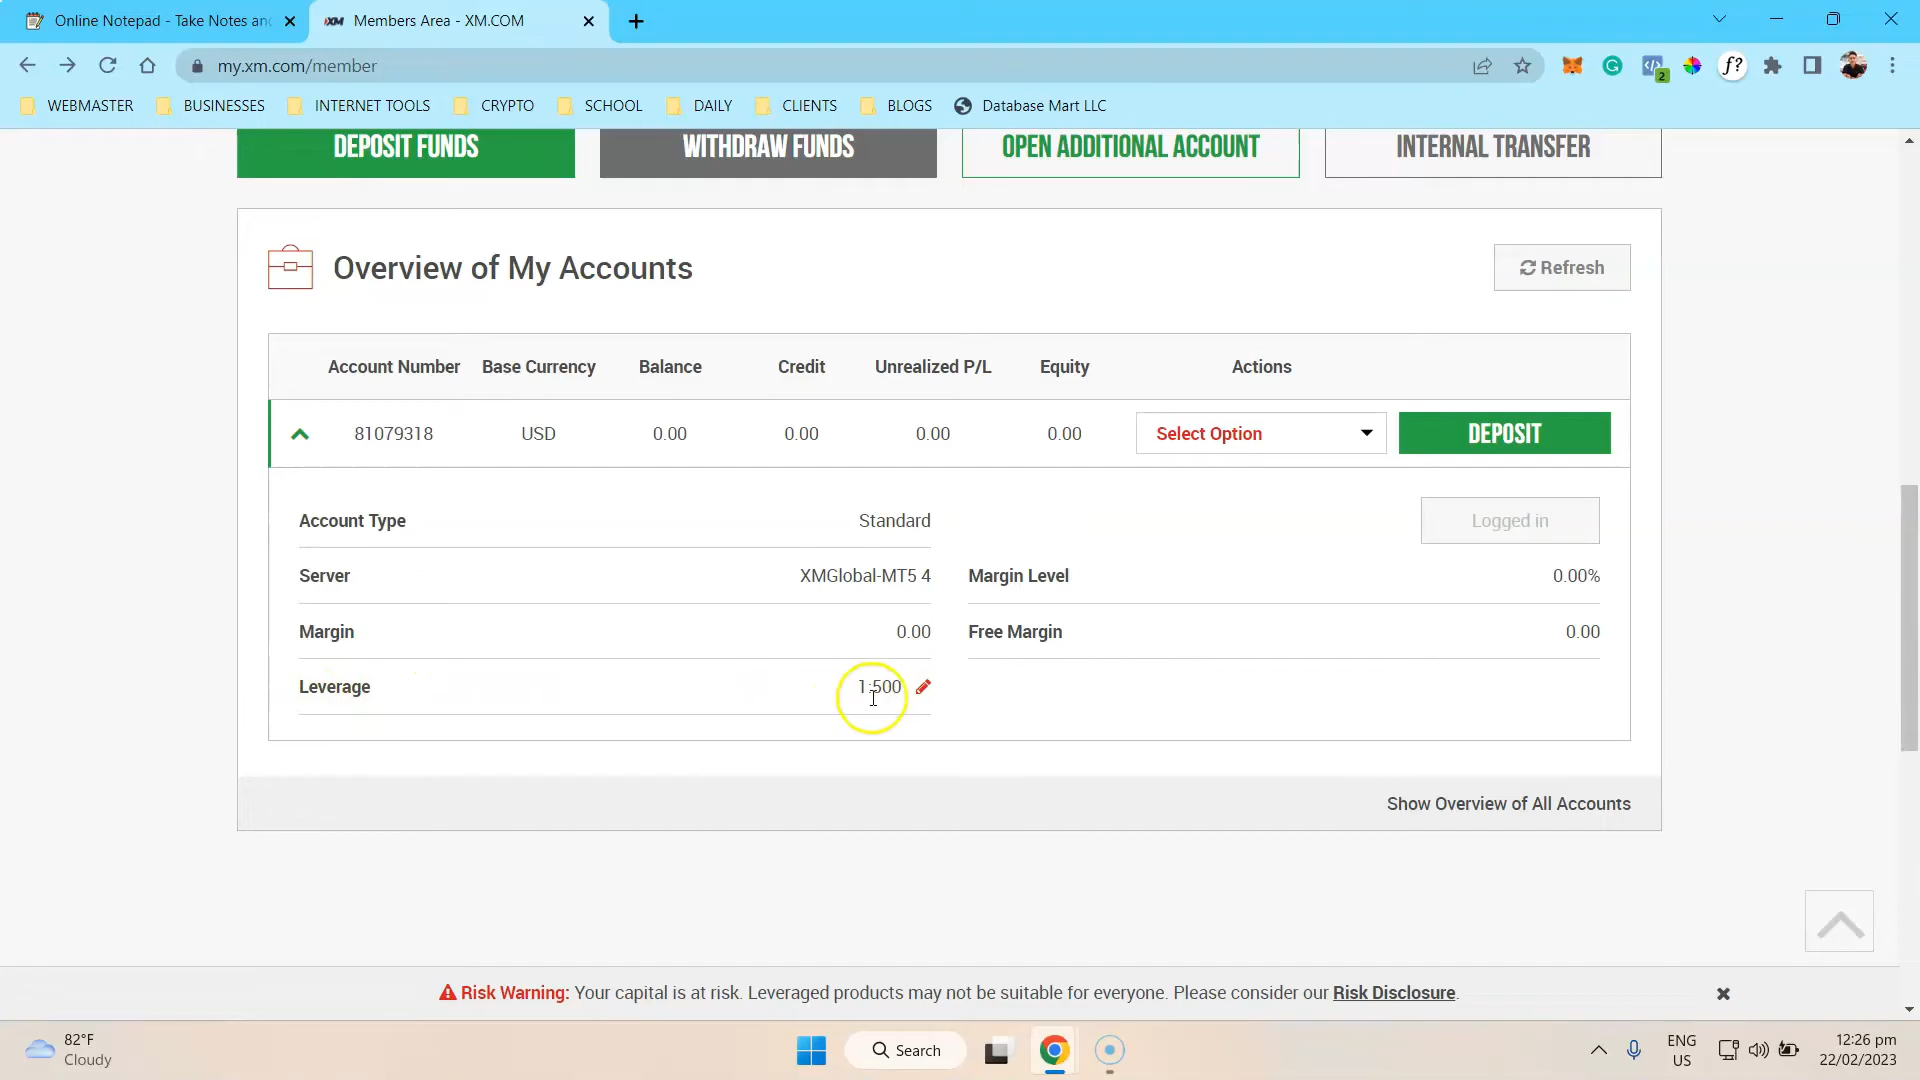 Online Notepad - Take Notes an
XM Members Area - XM.COM
my.xm.com/member
2
f?
WEBMASTER BUSINESSES INTERNET TOOLS CRYPTO SCHOOL DAILY CLIENTS BLOGS Database Mart LLC
DEPOSIT FUNDS WITHDRAW FUNDS OPEN ADDITIONAL ACCOUNT INTERNAL TRANSFER
Overview of My Accounts Refresh
Account Number Base Currency Balance Credit Unrealized P/L Equity Actions
81079318 USD 0.00 0.00 0.00 0.00 Select Option DEPOSIT
Account Type Standard Logged in
Server XMGlobal-MT5 4 Margin Level 0.00%
Margin 0.00 Free Margin 0.00
Leverage 1:500
Show Overview of All Accounts
Risk Warning: Your capital is at risk. Leveraged products may not be suitable for everyone. Please consider our Risk Disclosure.
82°F
Cloudy
Search
ENG
US
12:26 pm
22/02/2023